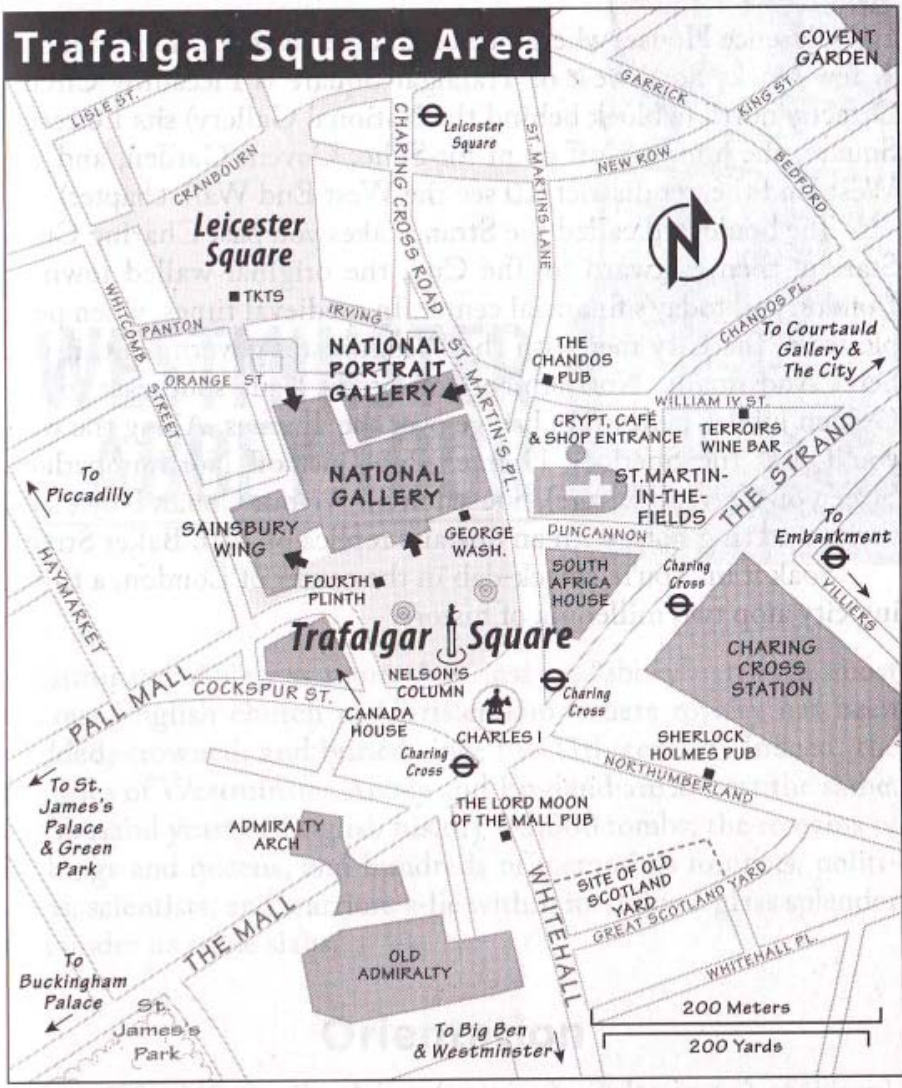 Trafalgar Square Area
COVENT
GARDEN
LISLE ST.
CRANBOURN
CHARING CROSS ROAD
Leicester
Square
ST. MARTINS LANE
GARRICK
KING ST.
NEW ROW
BEDFORD
Leicester
Square
TKTS
N
WHITCOMB
STREET
PANTON
IRVING
ORANGE ST.
NATIONAL
PORTRAIT
GALLERY
ST. MARTIN'S PL.
THE
CHANDOS
PUB
CHANDOS PL.
To Courtauld
Gallery &
The City
WILLIAM IV ST.
CRYPT, CAFÉ
& SHOP ENTRANCE
TERROIRS
WINE BAR
To
Piccadilly
NATIONAL
GALLERY
ST. MARTIN-
IN-THE-
FIELDS
THE STRAND
SAINSBURY
WING
GEORGE
WASH.
DUNCANNON
To
Embankment
HAYMARKET
FOURTH
PLINTH
SOUTH
AFRICA
HOUSE
Charing
Cross
VILLIERS
Trafalgar Square
CHARING
CROSS
STATION
PALL MALL
COCKSPUR ST.
NELSON'S
COLUMN
CANADA
HOUSE
CHARLES I
Charing
Cross
Charing
Cross
SHERLOCK
HOLMES PUB
NORTHUMBERLAND
To St.
James's
Palace
& Green
Park
ADMIRALTY
ARCH
THE LORD MOON
OF THE MALL PUB
SITE OF OLD
SCOTLAND
YARD
GREAT SCOTLAND YARD
WHITEHALL
THE MALL
OLD
ADMIRALTY
WHITEHALL PL.
To
Buckingham
Palace
St.
James's
Park
To Big Ben
& Westminster
200 Meters
200 Yards